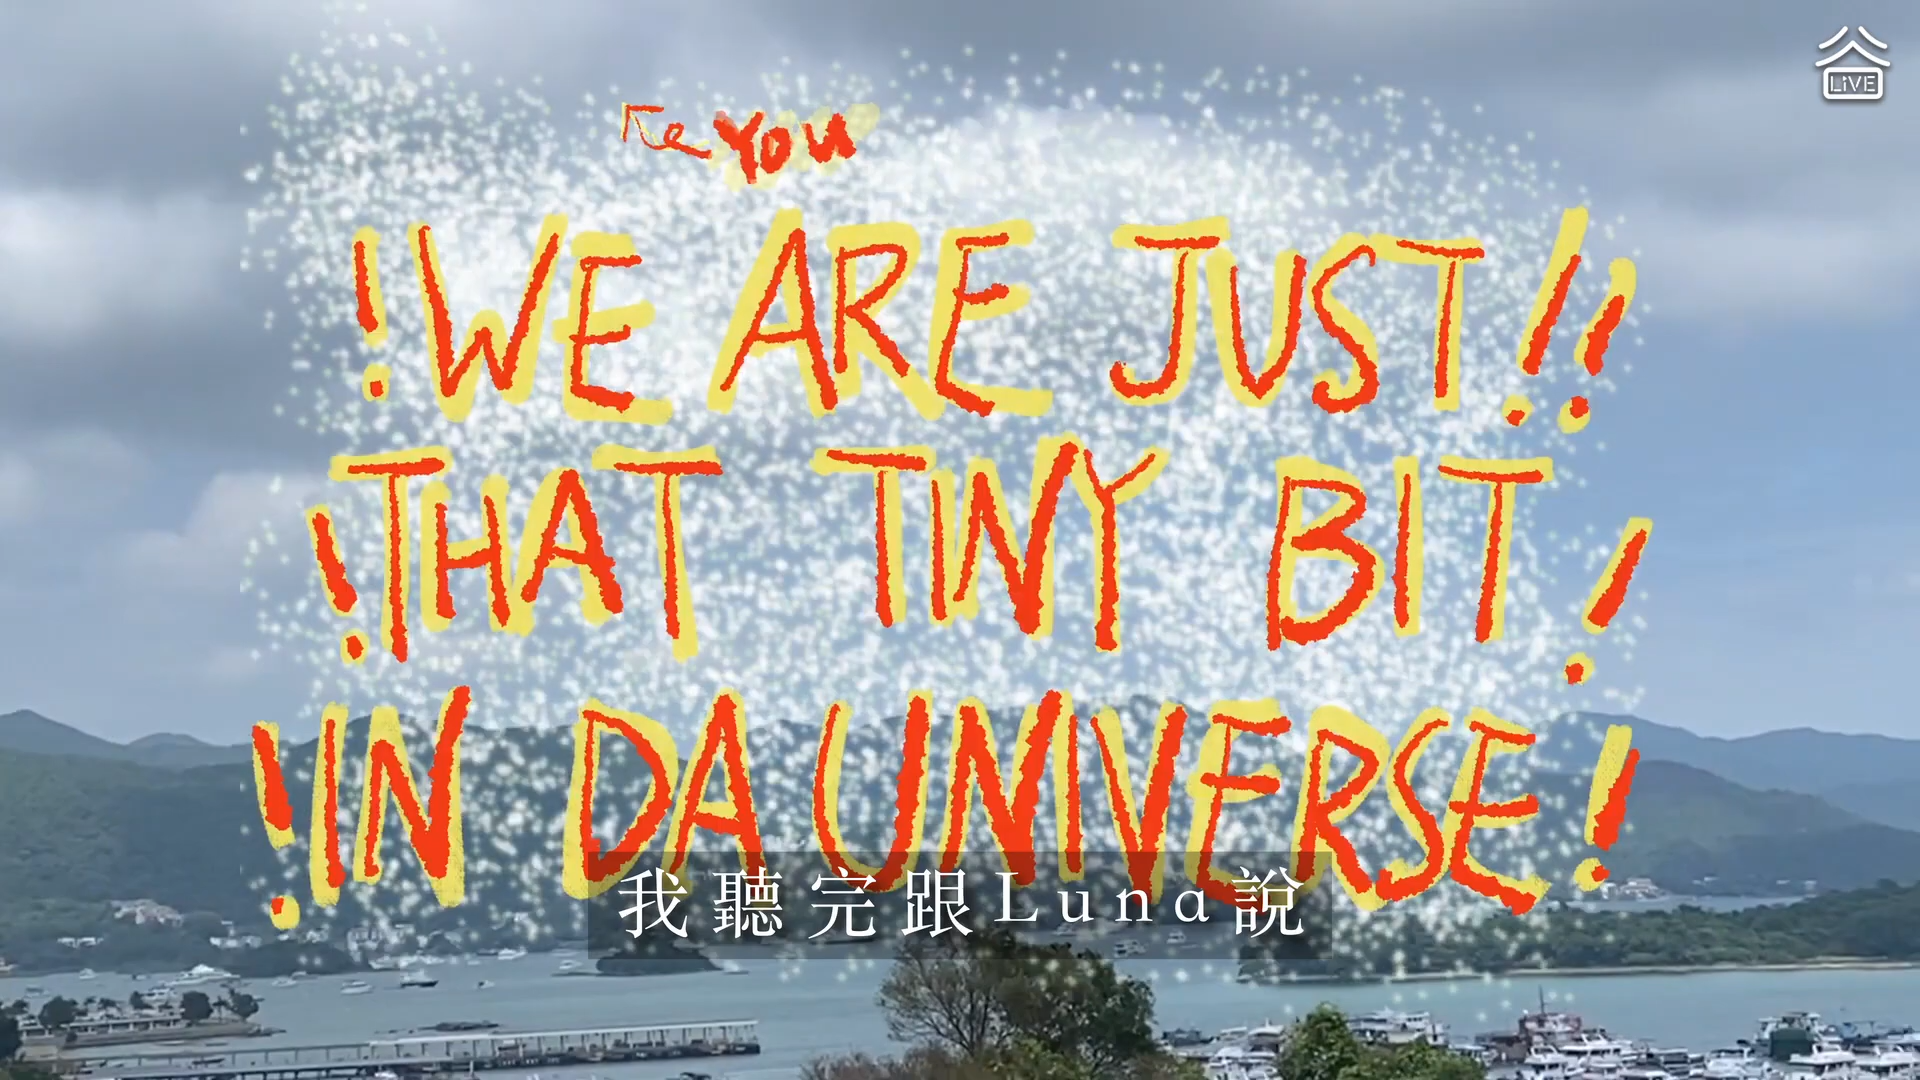 LiVE
YOU
! WE ARE JUST !!
! THAT TINY BIT !
! IN DA UNIVERSE !
我聽完跟Luna說